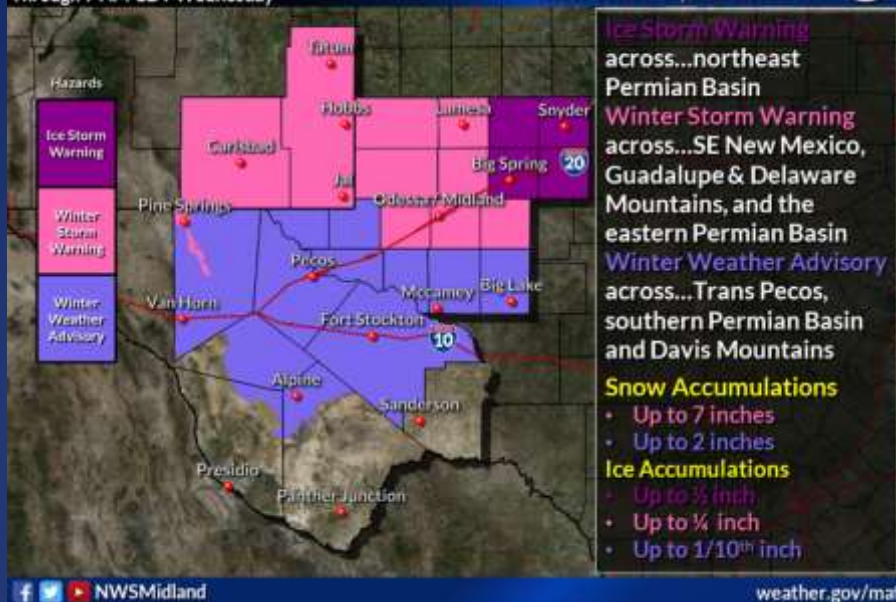 Wednesday
Hazards
Ice Storm
Warning
Winter
Storm
Warning
Winter
Weather
Advisory
Tatum
Hobbs
Lamesa
Snyder
Carlsbad
Big Spring
20
Jal
Pine Springs
Odessa/Midland
Pecos
Van Horn
Mccamey
Big Lake
Fort Stockton
10
Alpine
Sanderson
Presidio
Panther Junction
Ice Storm Warning
across...northeast
Permian Basin
Winter Storm Warning
across...SE New Mexico,
Guadalupe & Delaware
Mountains, and the
eastern Permian Basin
Winter Weather Advisory
across...Trans Pecos,
southern Permian Basin
and Davis Mountains
Snow Accumulations
• Up to 7 inches
• Up to 2 inches
Ice Accumulations
• Up to ½ inch
• Up to ¼ inch
• Up to 1/10th inch
NWSMidland
weather.gov/ma